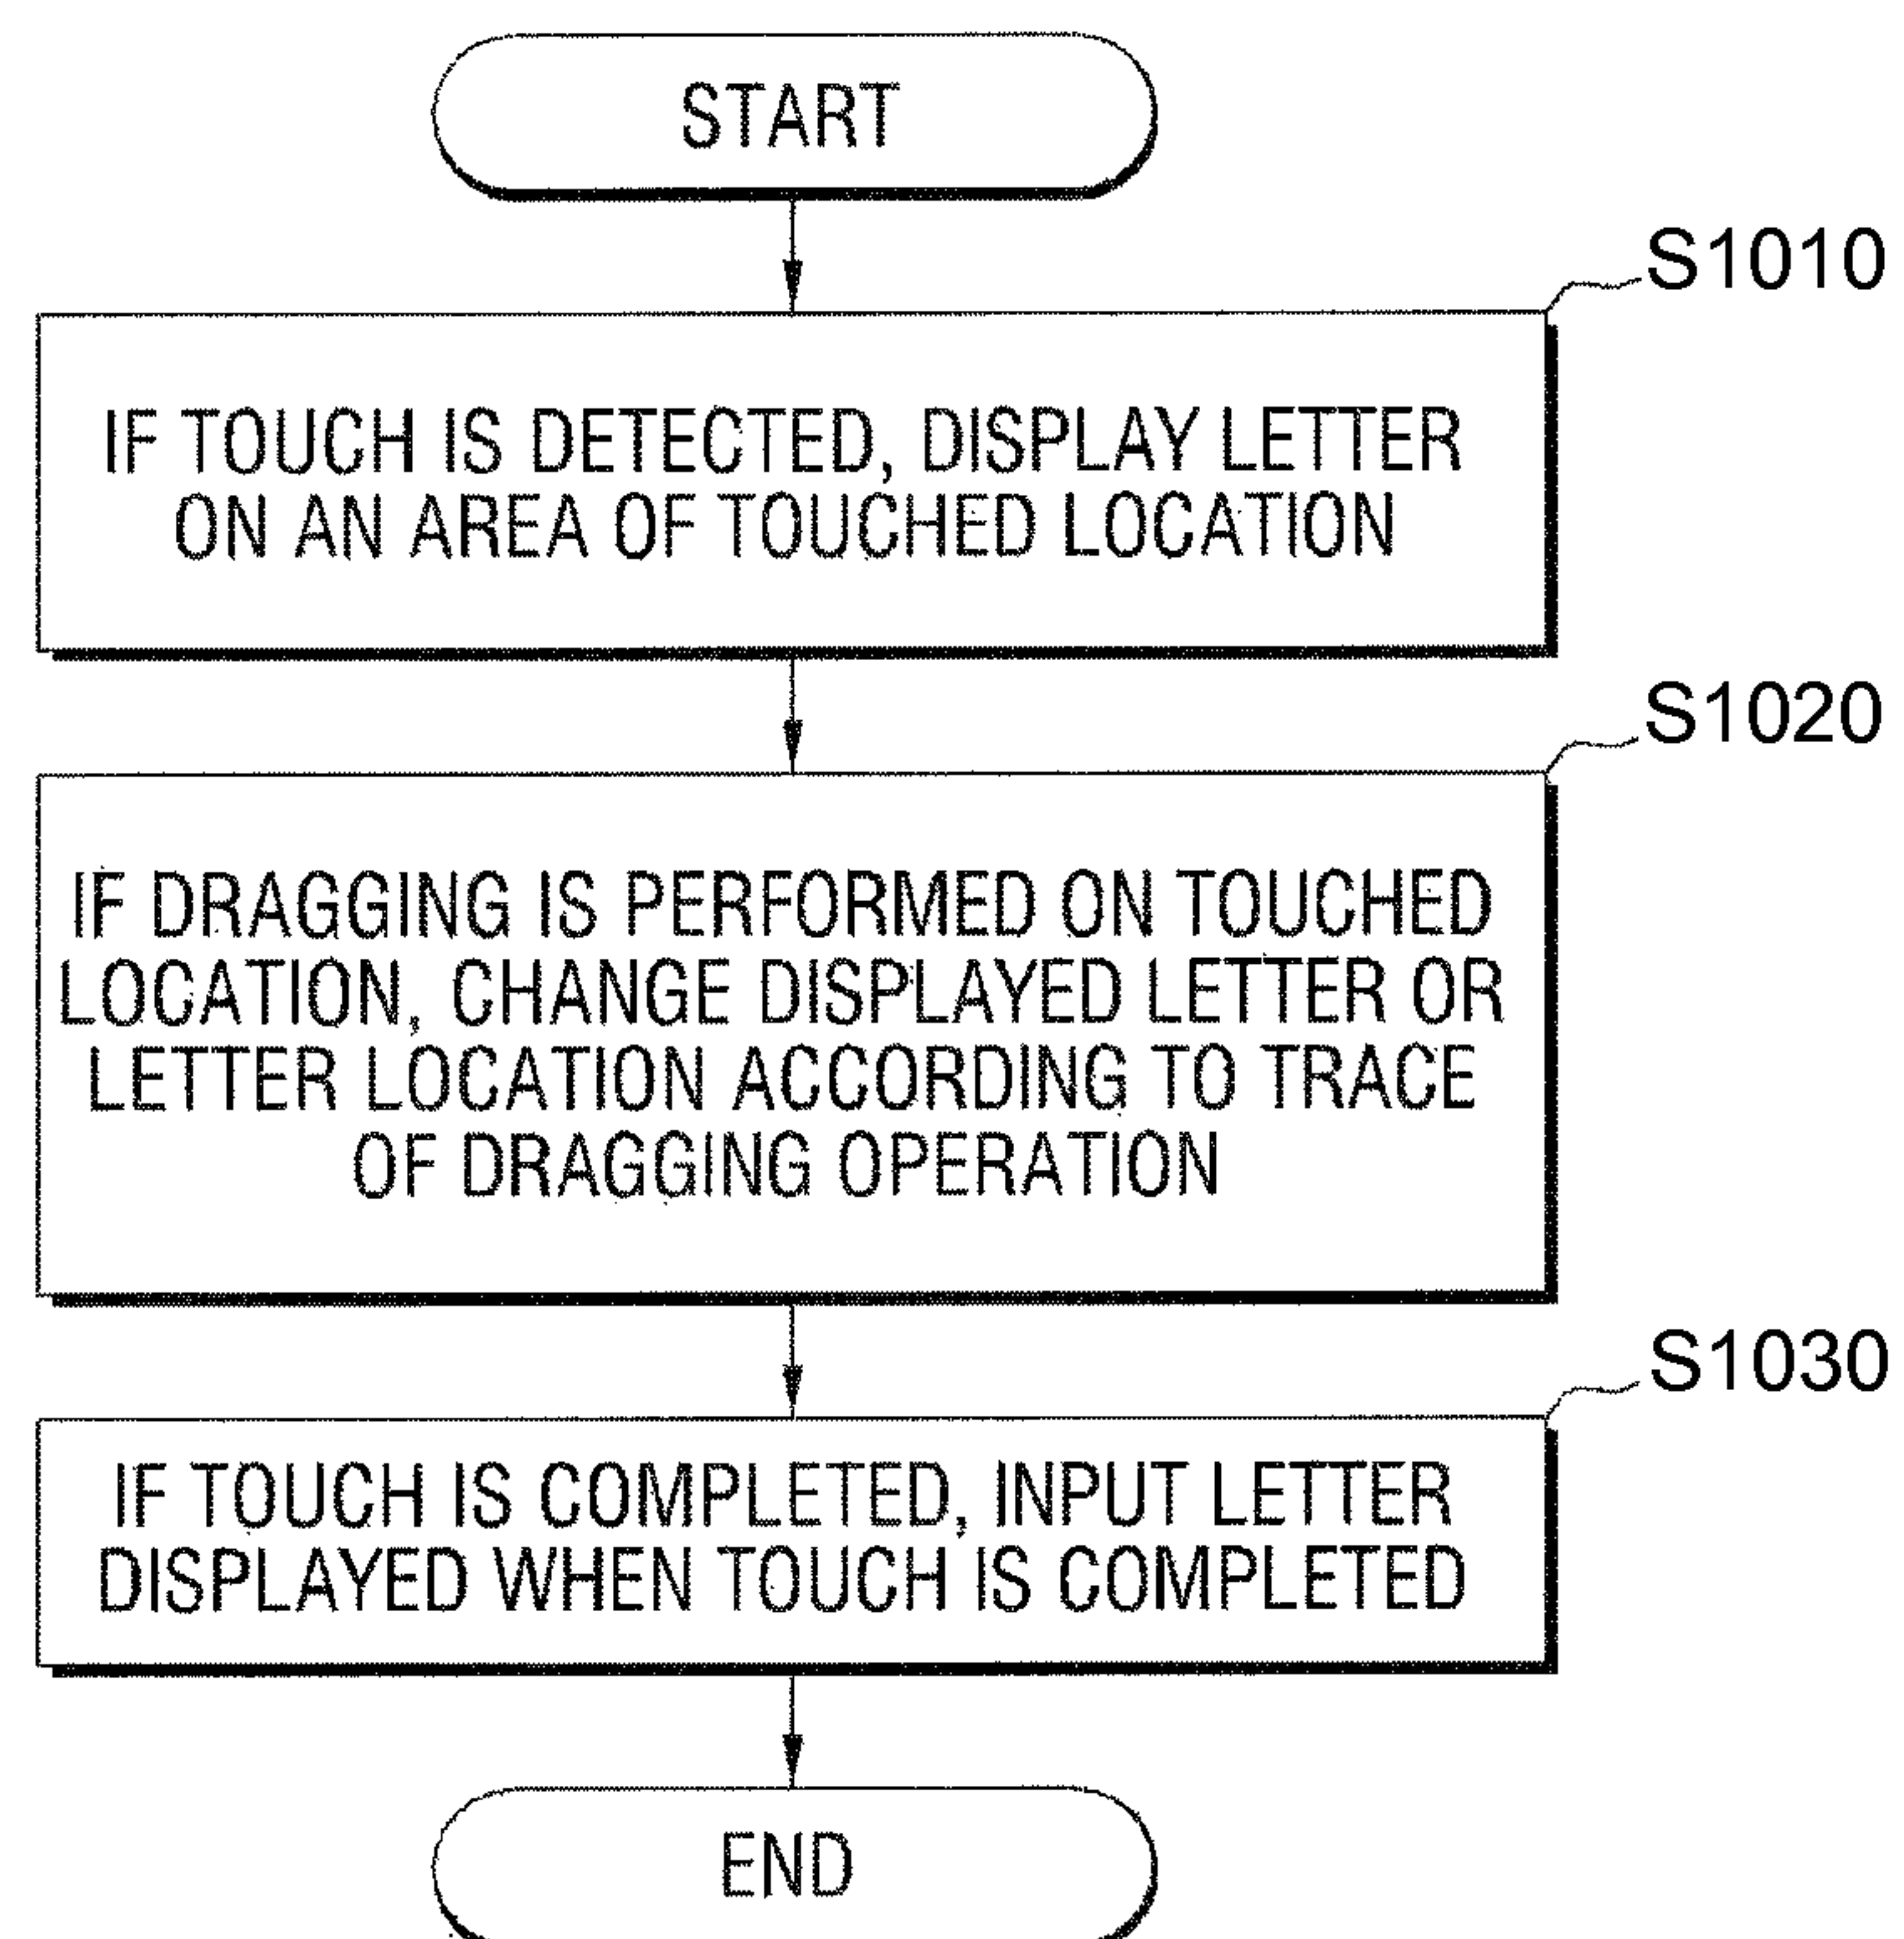 START
S1010
IF TOUCH IS DETECTED, DISPLAY LETTER
ON AN AREA OF TOUCHED LOCATION
S1020
IF DRAGGING IS PERFORMED ON TOUCHED
LOCATION, CHANGE DISPLAYED LETTER OR
LETTER LOCATION ACCORDING TO TRACE
OF DRAGGING OPERATION
S1030
IF TOUCH IS COMPLETED, INPUT LETTER
DISPLAYED WHEN TOUCH IS COMPLETED
END